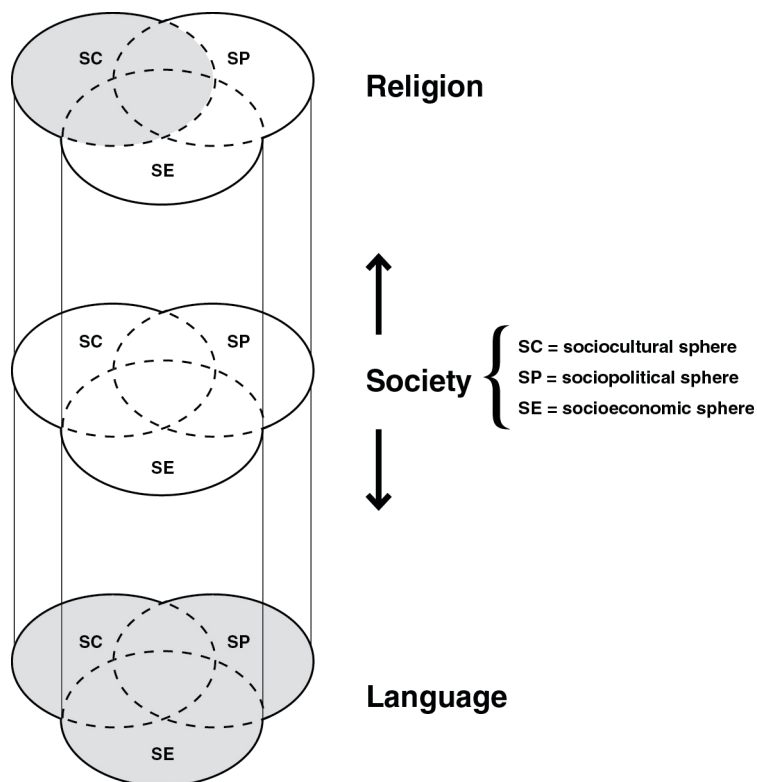 SC
SP
SE
Religion
SC
SP
SE
Society
SC = sociocultural sphere
SP = sociopolitical sphere
SE = socioeconomic sphere
SC
SP
SE
Language